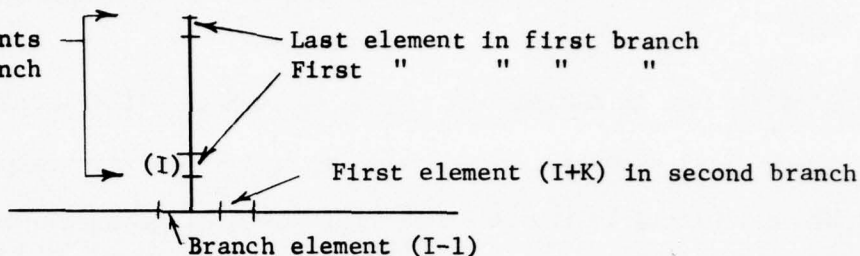 nts
nch
Last element in first branch
First " " " "
(I)
First element (I+K) in second branch
Branch element (I-1)